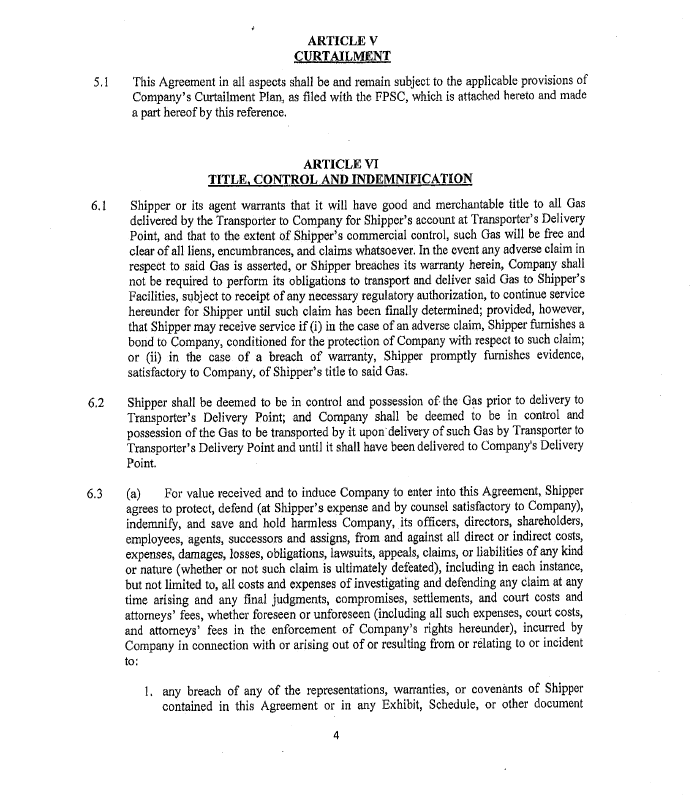 ARTICLE V
CURTAILMENT
5.1 This Agreement in all aspects shall be and remain subject to the applicable provisions of
Company's Curtailment Plan, as filed with the FPSC, which is attached hereto and made
a part hereof by this reference.
ARTICLE VI
TITLE, CONTROL AND INDEMNIFICATION
6.1 Shipper or its agent warrants that it will have good and merchantable title to all Gas
delivered by the Transporter to Company for Shipper's account at Transporter's Delivery
Point, and that to the extent of Shipper's commercial control, such Gas will be free and
clear of all liens, encumbrances, and claims whatsoever. In the event any adverse claim in
respect to said Gas is asserted, or Shipper breaches its warranty herein, Company shall
not be required to perform its obligations to transport and deliver said Gas to Shipper's
Facilities, subject to receipt of any necessary regulatory authorization, to continue service
hereunder for Shipper until such claim has been finally determined; provided, however,
that Shipper may receive service if (i) in the case of an adverse claim, Shipper furnishes a
bond to Company, conditioned for the protection of Company with respect to such claim;
or (ii) in the case of a breach of warranty, Shipper promptly furnishes evidence,
satisfactory to Company, of Shipper's title to said Gas.
6.2 Shipper shall be deemed to be in control and possession of the Gas prior to delivery to
Transporter's Delivery Point; and Company shall be deemed to be in control and
possession of the Gas to be transported by it upon delivery of such Gas by Transporter to
Transporter's Delivery Point and until it shall have been delivered to Company's Delivery
Point.
6.3 (a) For value received and to induce Company to enter into this Agreement, Shipper
agrees to protect, defend (at Shipper's expense and by counsel satisfactory to Company),
indemnify, and save and hold harmless Company, its officers, directors, shareholders,
employees, agents, successors and assigns, from and against all direct or indirect costs,
expenses, damages, losses, obligations, lawsuits, appeals, claims, or liabilities of any kind
or nature (whether or not such claim is ultimately defeated), including in each instance,
but not limited to, all costs and expenses of investigating and defending any claim at any
time arising and any final judgments, compromises, settlements, and court costs and
attorneys' fees, whether foreseen or unforeseen (including all such expenses, court costs,
and attorneys' fees in the enforcement of Company's rights hereunder), incurred by
Company in connection with or arising out of or resulting from or relating to or incident
to:
1. any breach of any of the representations, warranties, or covenants of Shipper
contained in this Agreement or in any Exhibit, Schedule, or other document
4